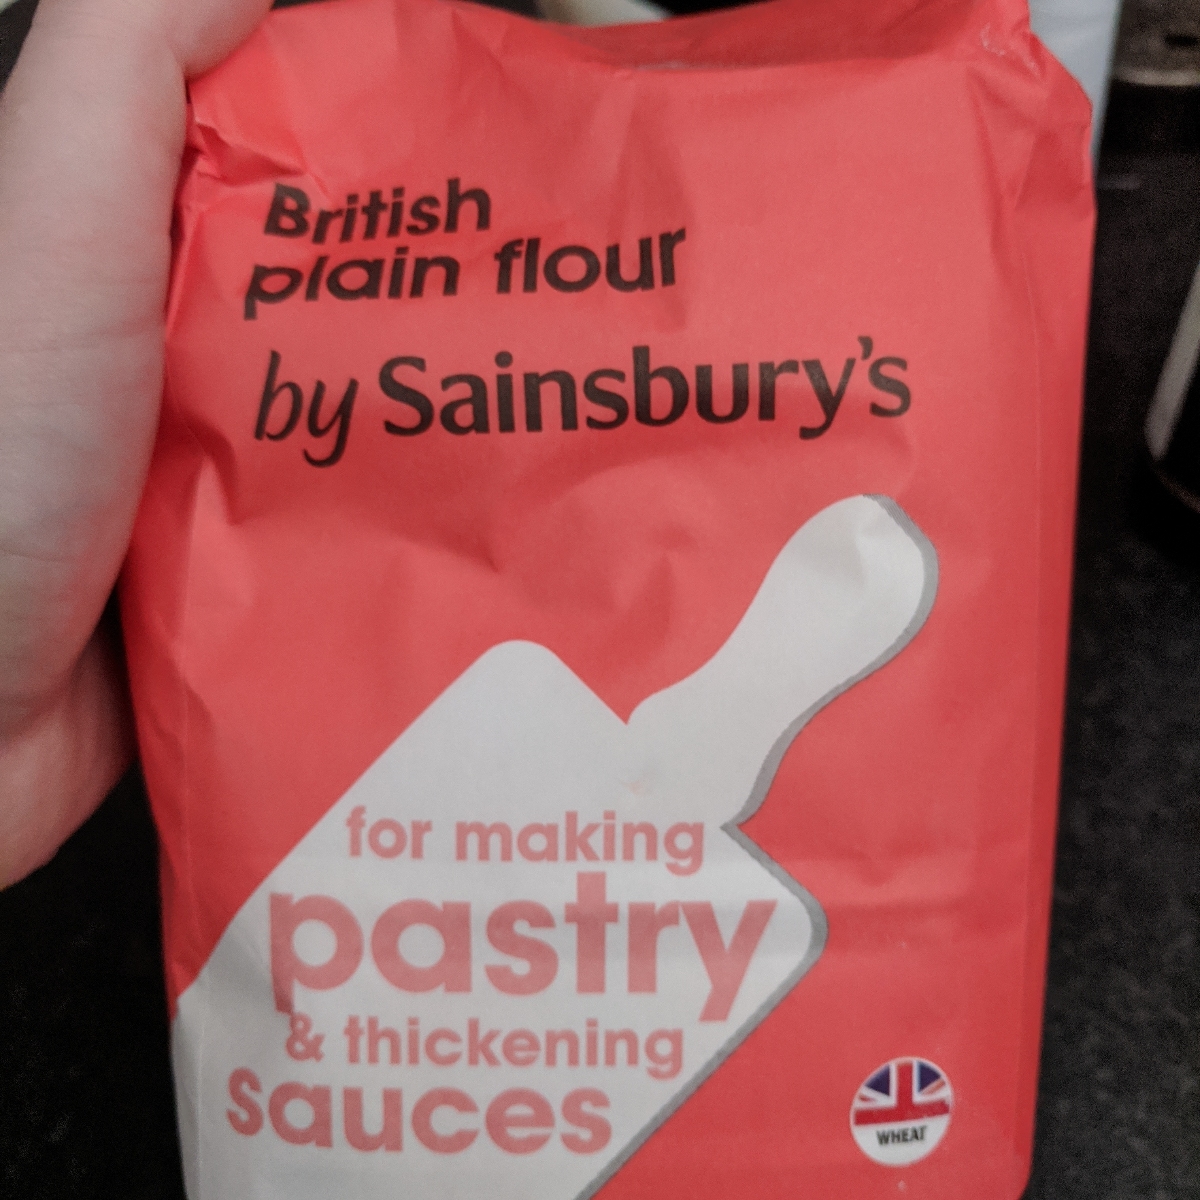 British
plain flour
by Sainsbury's
for making
pastry
& thickening
sauces
WHEAT